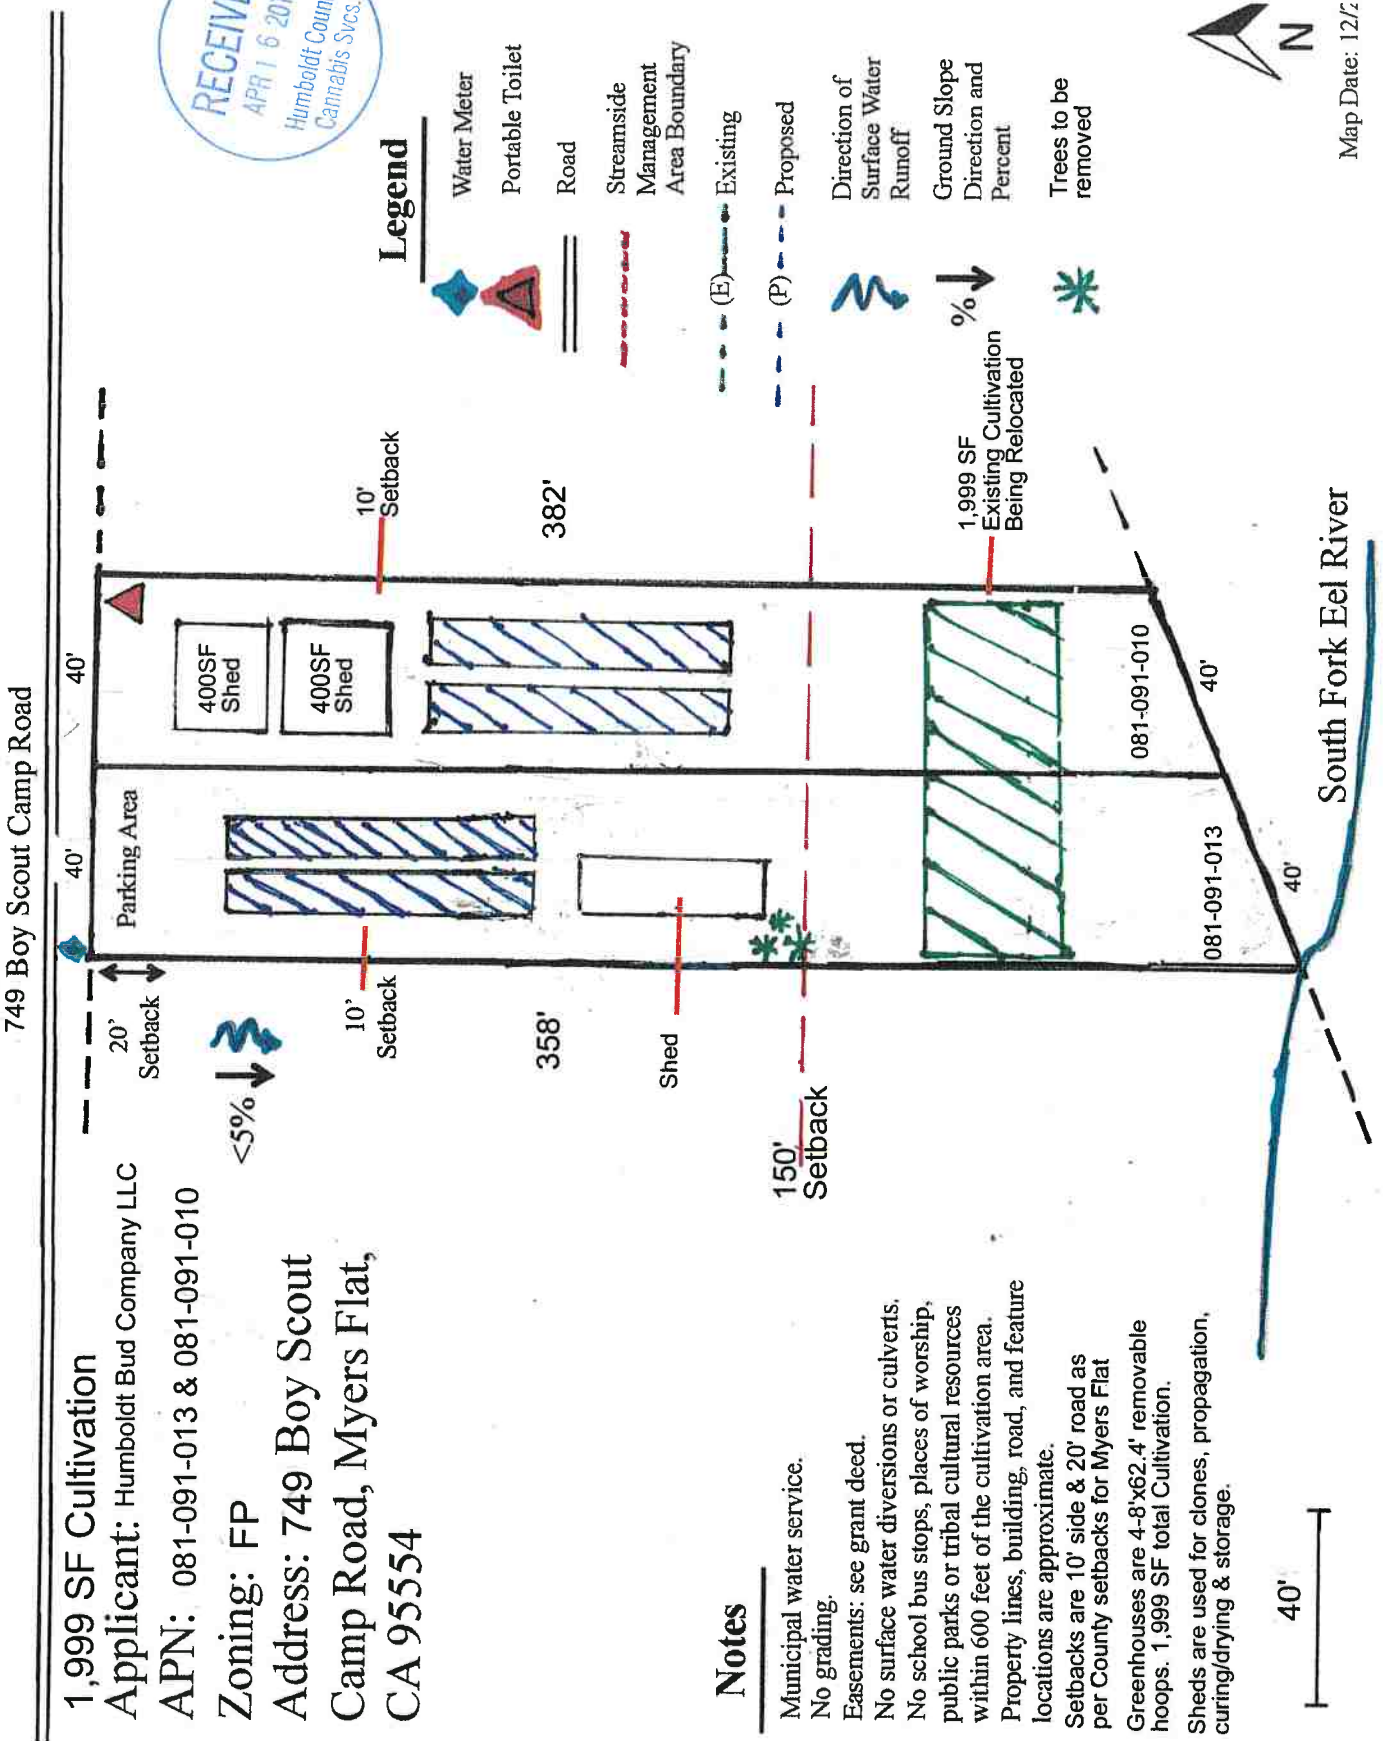 749 Boy Scout Camp Road
1,999 SF Cultivation
Applicant: Humboldt Bud Company LLC
APN: 081-091-013 & 081-091-010
Zoning: FP
Address: 749 Boy Scout
Camp Road, Myers Flat,
CA 95554
Notes
Municipal water service.
No grading.
Easements: see grant deed.
No surface water diversions or culverts.
No school bus stops, places of worship,
public parks or tribal cultural resources
within 600 feet of the cultivation area.
Property lines, building, road, and feature
locations are approximate.
Setbacks are 10' side & 20' road as
per County setbacks for Myers Flat
Greenhouses are 4-8'x62.4' removable
hoops. 1,999 SF total Cultivation.
Sheds are used for clones, propagation,
curing/drying & storage.
40'
20'
Setback
<5%
10'
Setback
358'
Shed
150'
Setback
40'
40'
Parking Area
400SF
Shed
400SF
Shed
10'
Setback
382'
1,999 SF
Existing Cultivation
Being Relocated
081-091-013
081-091-010
40'
40'
South Fork Eel River
Legend
Water Meter
Portable Toilet
Road
Streamside
Management
Area Boundary
(E) Existing
(P) Proposed
Direction of
Surface Water
Runoff
%
Ground Slope
Direction and
Percent
Trees to be
removed
APR 16
Humboldt
Cannabis Svcs.
N
Map Date: